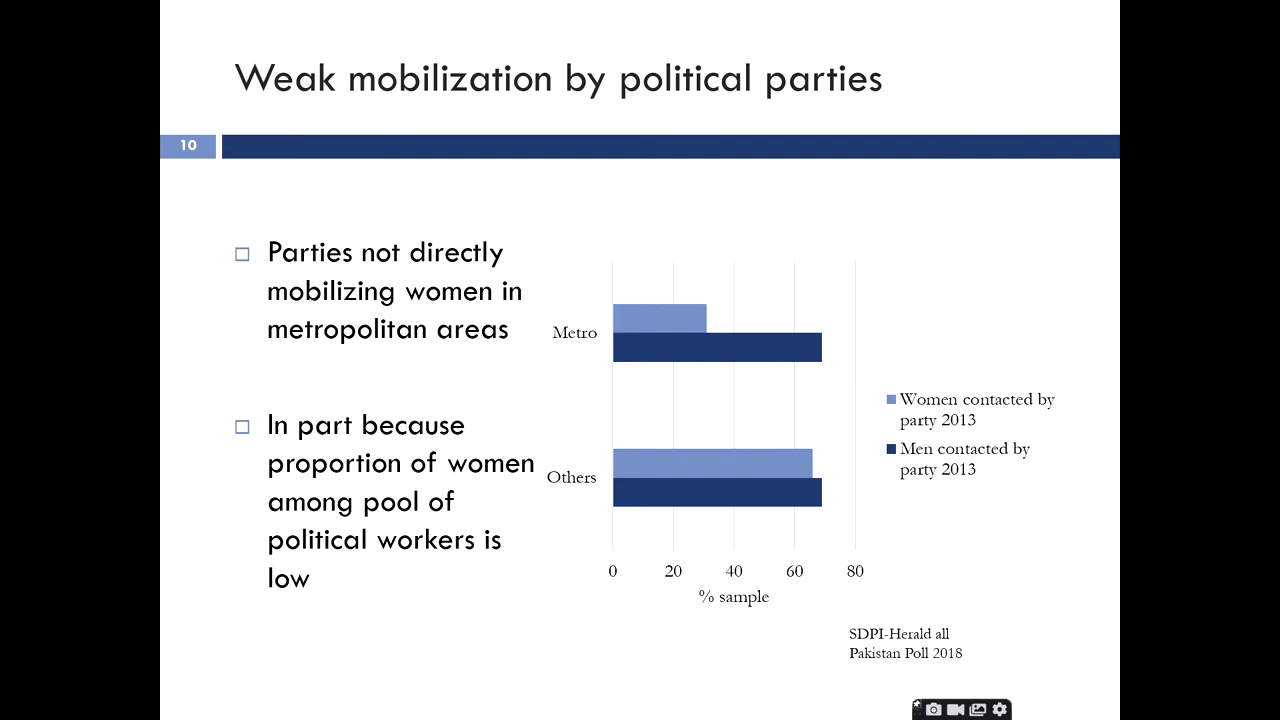 Weak mobilization by political parties
10
Parties not directly
mobilizing women in
metropolitan areas
In part because
proportion of women
among pool of
political workers is
low
Metro
Others
0 20 40 60 80
% sample
Women contacted by
party 2013
Men contacted by
party 2013
SDPI-Herald all
Pakistan Poll 2018